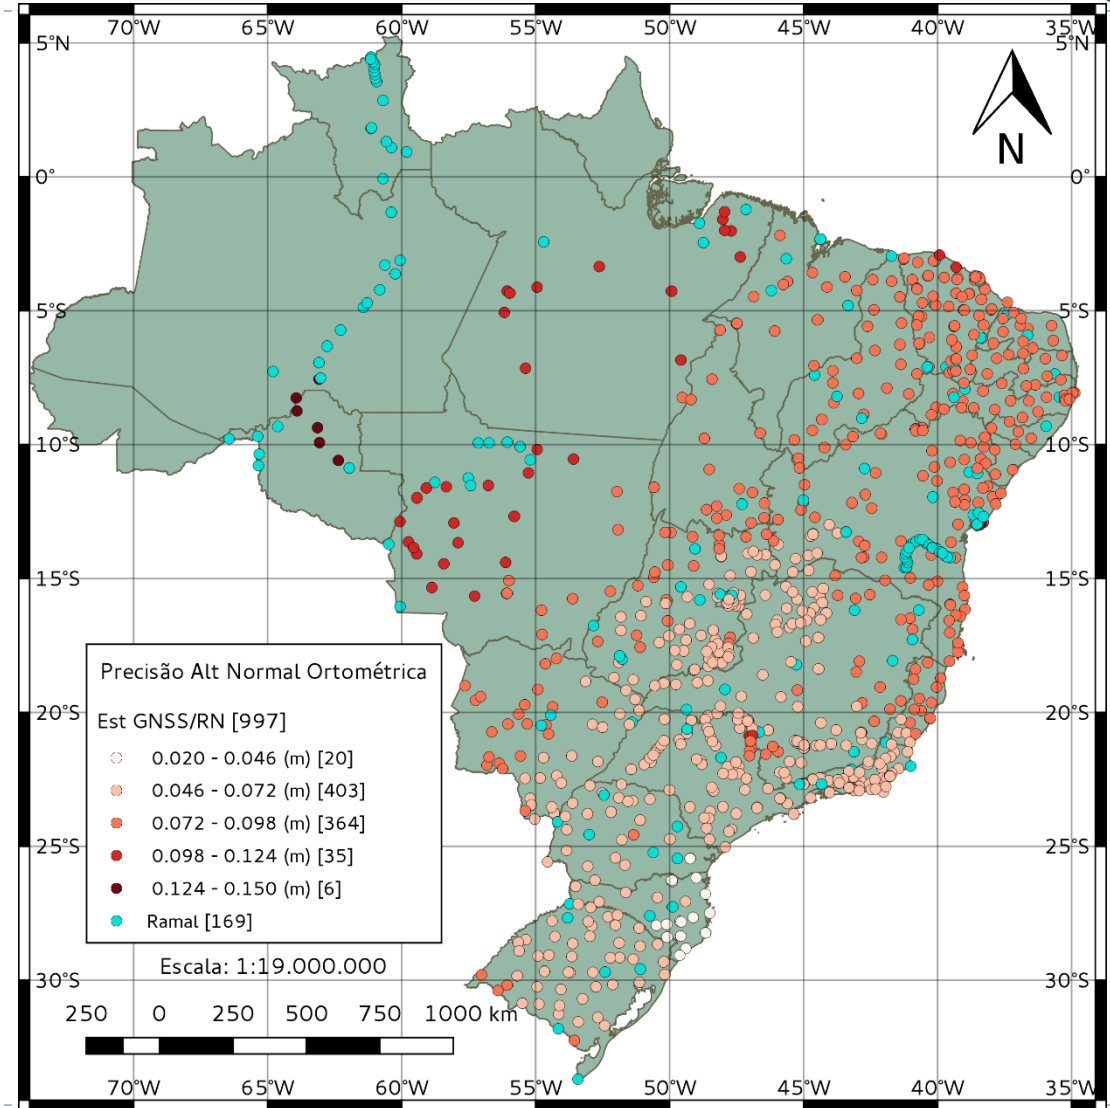 70°W 65°W 60°W 55°W 50°W 45°W 40°W 35°W
5°N 5°N
N
0° 0°
5°S 5°S
10°S 10°S
15°S 15°S
Precisão Alt Normal Ortométrica
Est GNSS/RN [997]
0.020 - 0.046 (m) [20]
0.046 - 0.072 (m) [403]
0.072 - 0.098 (m) [364]
0.098 - 0.124 (m) [35]
0.124 - 0.150 (m) [6]
Ramal [169]
20°S 20°S
25°S 25°S
Escala: 1:19.000.000
30°S 30°S
250 0 250 500 750 1000 km
70°W 65°W 60°W 55°W 50°W 45°W 40°W 35°W